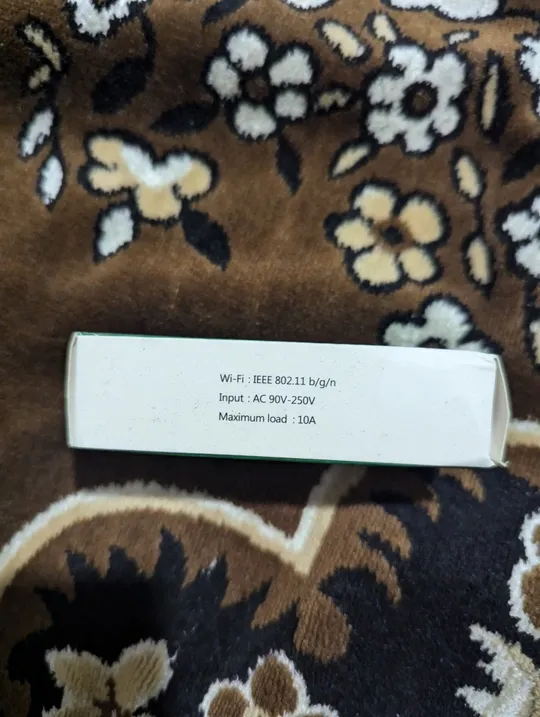 Wi-Fi : IEEE 802.11 b/g/n
Input : AC 90V-250V
Maximum load : 10A